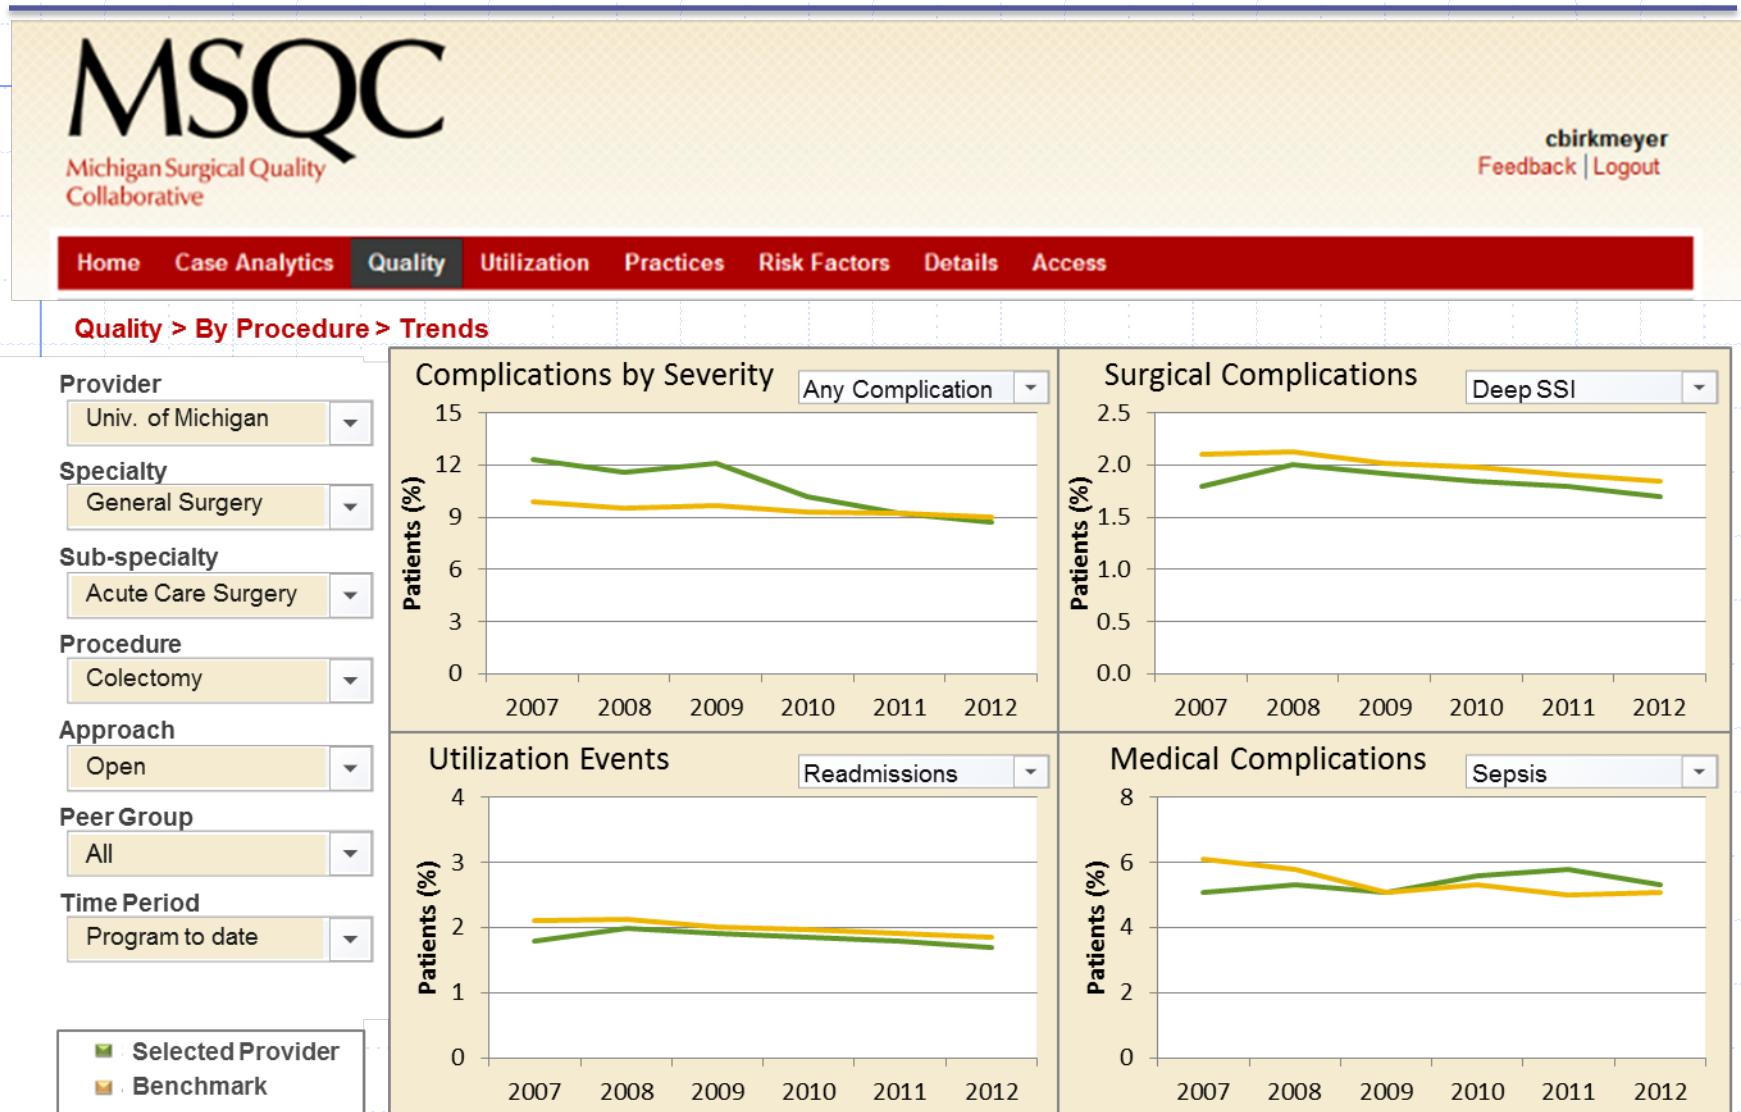 MSQC
Michigan Surgical Quality
Collaborative
cbirkmeyer
Feedback | Logout
Home Case Analytics Quality Utilization Practices Risk Factors Details Access
Quality > By Procedure > Trends
Provider
Univ. of Michigan
Specialty
General Surgery
Sub-specialty
Acute Care Surgery
Procedure
Colectomy
Approach
Open
Peer Group
All
Time Period
Program to date
Selected Provider
Benchmark
Complications by Severity
Any Complication
Patients (%)
15
12
9
6
3
0
2007 2008 2009 2010 2011 2012
Surgical Complications
Deep SSI
Patients (%)
2.5
2.0
1.5
1.0
0.5
0.0
2007 2008 2009 2010 2011 2012
Utilization Events
Readmissions
Patients (%)
4
3
2
1
0
2007 2008 2009 2010 2011 2012
Medical Complications
Sepsis
Patients (%)
8
6
4
2
0
2007 2008 2009 2010 2011 2012